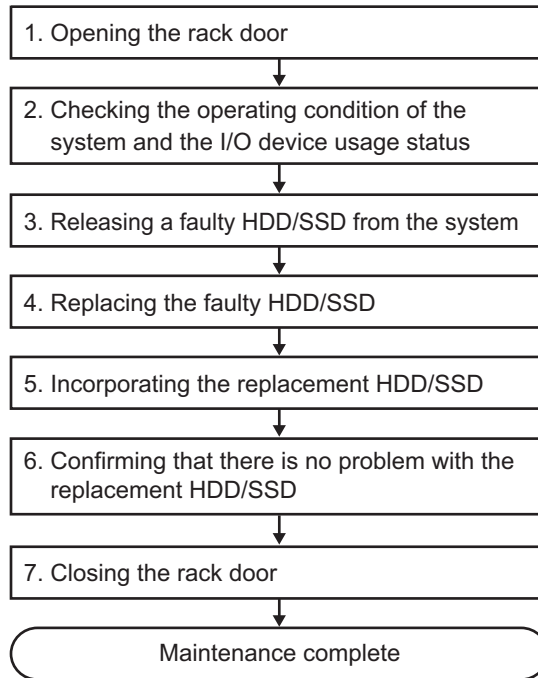 1. Opening the rack door
2. Checking the operating condition of the
system and the I/O device usage status
3. Releasing a faulty HDD/SSD from the system
4. Replacing the faulty HDD/SSD
5. Incorporating the replacement HDD/SSD
6. Confirming that there is no problem with the
replacement HDD/SSD
7. Closing the rack door
Maintenance complete